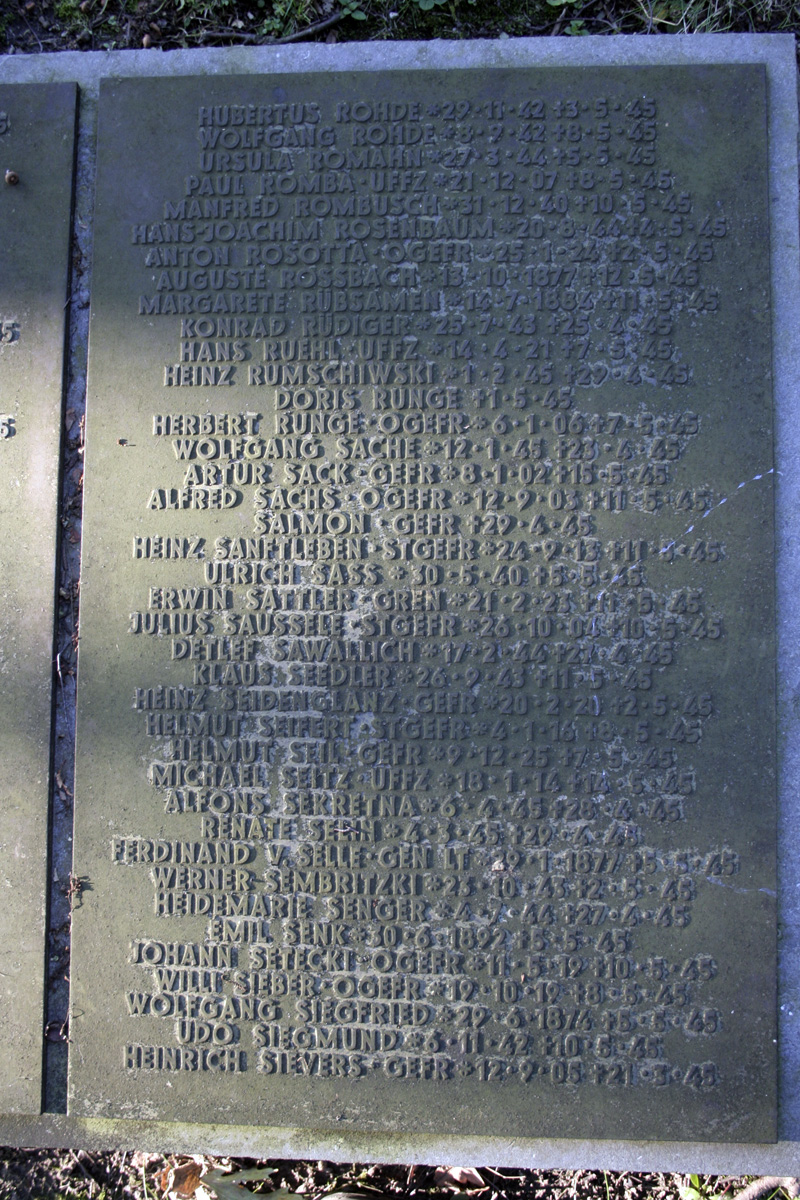 5
HUBERTUS ROHDE *29·11·42 †3·5·45
WOLFGANG ROHDE *8·9·42 †8·5·45
URSULA ROMAHN *27·3·44 †5·5·45
PAUL ROMBA·UFFZ *21·12·07 †8·5·45
MANFRED ROMBUSCH *31·12·40 †10·5·45
HANS-JOACHIM ROSENBAUM *20·8·44 †4·5·45
ANTON ROSOTTA·OGEFR *25·1·24 †2·5·45
AUGUSTE ROSSBACH *13·10·1877 †12·5·45
MARGARETE RÜBSAMEN *14·7·1884 †11·5·45
45
KONRAD RÜDIGER *25·7·43 †25·4·45
HANS RUEHL·UFFZ *14·4·21 †7·5·45
HEINZ RUMSCHIWSKI *1·2·45 †29·4·45
DORIS RUNGE †1·5·45
45
HERBERT RUNGE·OGEFR *6·1·06 †7·5·45
WOLFGANG SACHE *12·1·45 †23·4·45
ARTUR SACK·GEFR *8·1·02 †15·5·45
ALFRED SACHS·OGEFR *12·9·03 †11·5·45
SALMON·GEFR †29·4·45
HEINZ SANFTLEBEN·STGEFR *24·9·13 †11·5·45
ULRICH SASS *30·5·40 †5·5·45
ERWIN SATTLER·GREN *21·2·25 †11·5·45
JULIUS SAUSSELE·STGEFR *26·10·04 †10·5·45
DETLEF SAWALLICH *17·2·44 †27·4·45
KLAUS SEEDLER *26·9·43 †11·5·45
HEINZ SEIDENGLANZ·GEFR *20·2·21 †2·5·45
HELMUT SEIFERT·STGEFR *4·1·16 †8·5·45
HELMUT SEIL·GEFR *9·12·25 †7·5·45
MICHAEL SEITZ·UFFZ *18·1·14 †14·5·45
ALFONS SEKRETNA *6·4·45 †28·4·45
RENATE SELL *4·3·45 †29·4·45
FERDINAND V. SELLE·GEN LT *9·1·1877 †5·5·45
WERNER SEMBRITZKI *23·10·43 †2·5·45
HEIDEMARIE SENGER *4·7·44 †27·4·45
EMIL SENK *30·6·1892 †5·5·45
JOHANN SETECKI·OGEFR *11·5·19 †10·5·45
WILLI SIEBER·OGEFR *19·10·19 †8·5·45
WOLFGANG SIEGFRIED *29·6·1874 †5·5·45
UDO SIEGMUND *6·11·42 †10·5·45
HEINRICH SIEVERS·GEFR *12·9·05 †21·5·45